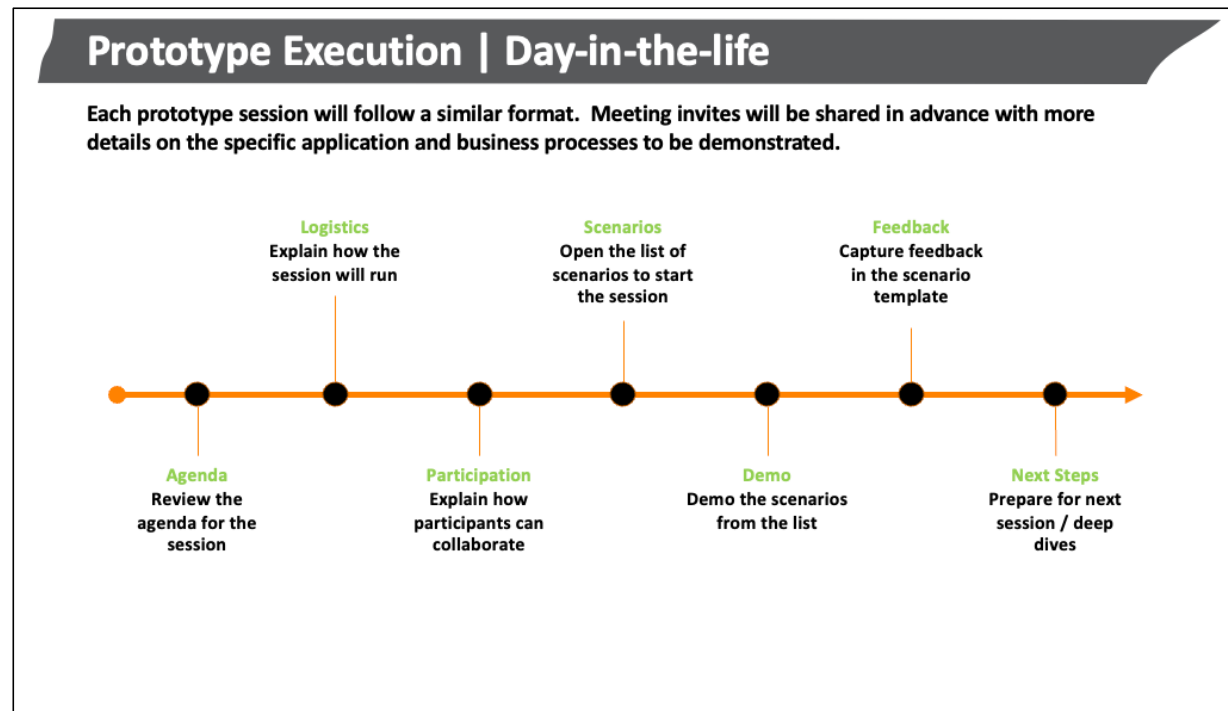 Prototype Execution | Day-in-the-life
Each prototype session will follow a similar format.  Meeting invites will be shared in advance with more
details on the specific application and business processes to be demonstrated.
Logistics
Explain how the
session will run
Scenarios
Open the list of
scenarios to start
the session
Feedback
Capture feedback
in the scenario
template
Agenda
Review the
agenda for the
session
Participation
Explain how
participants can
collaborate
Demo
Demo the scenarios
from the list
Next Steps
Prepare for next
session / deep
dives